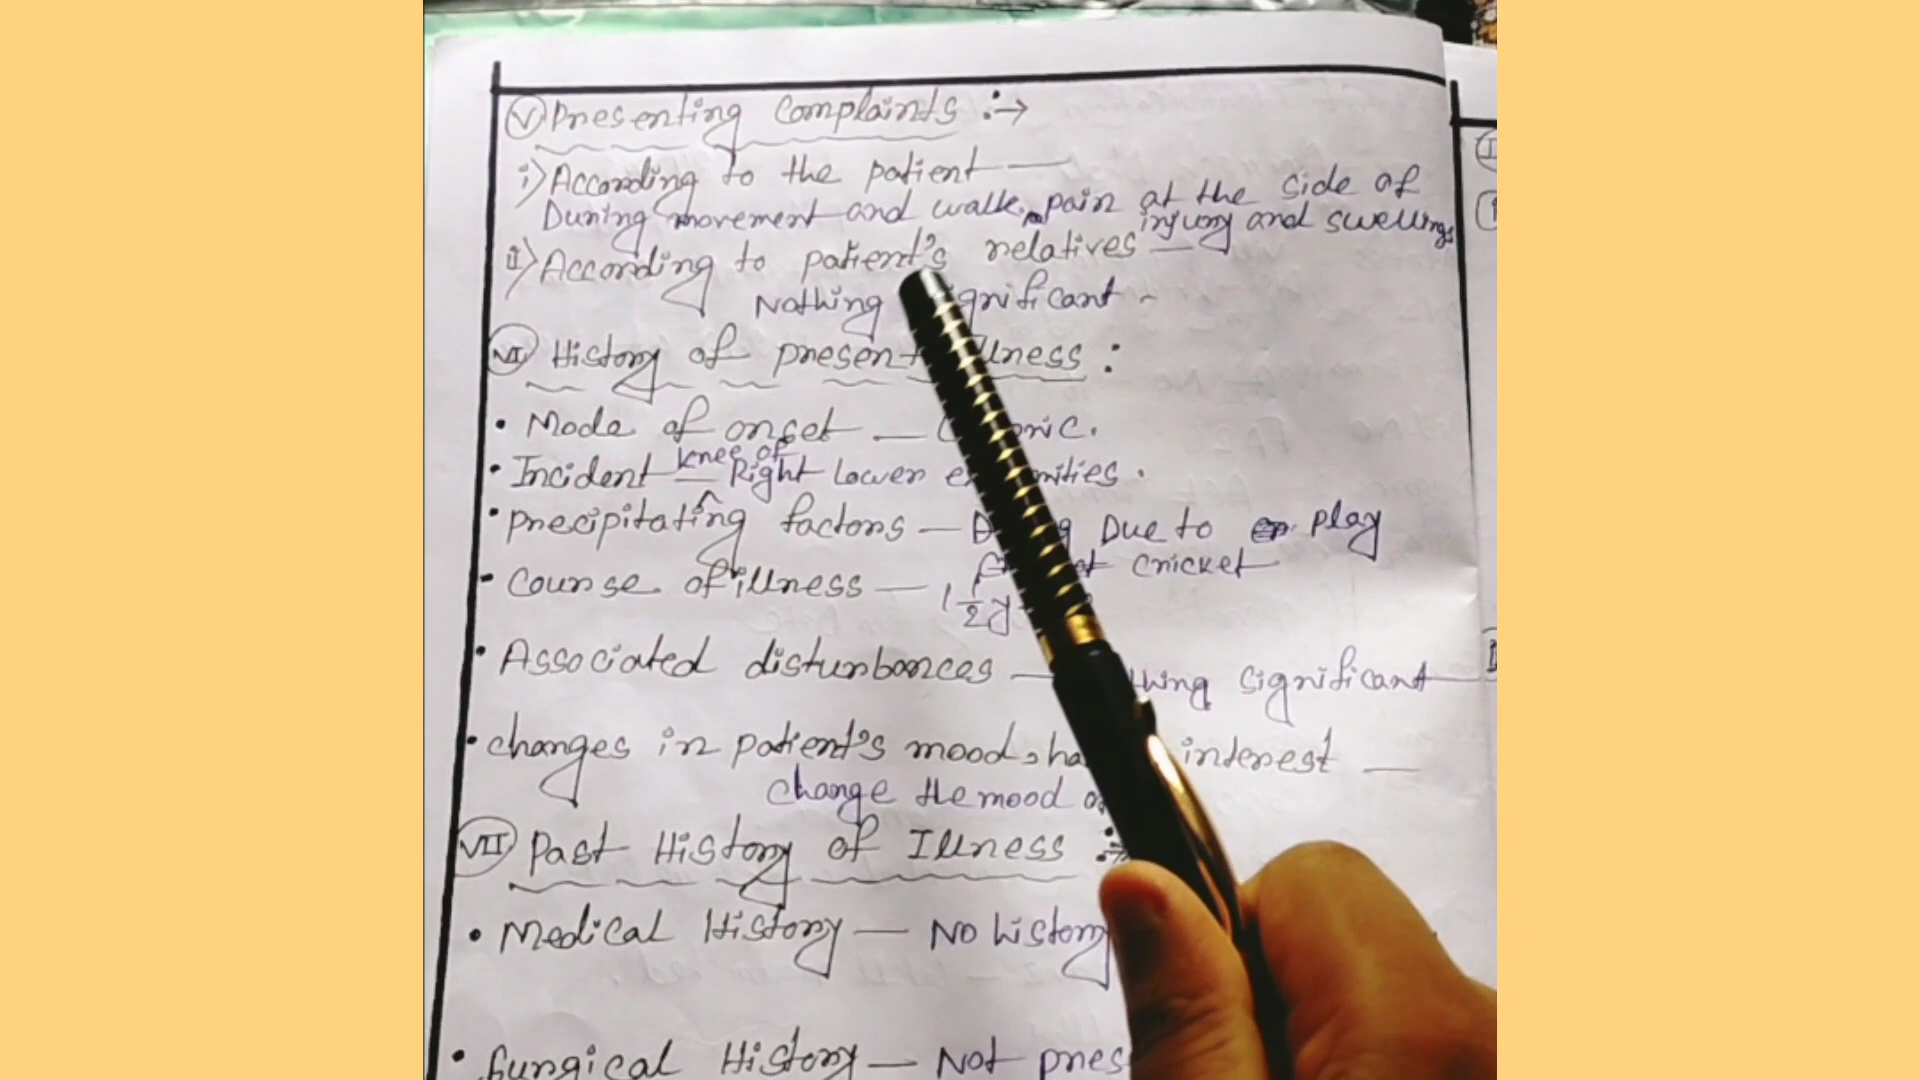 V Presenting Complaints :→
i) According to the patient —
During movement and walk, pain at the side of
injury and swellings
ii) According to patient's relatives —
Nothing
VI History of present illness :
• Mode of onset —
• Incident — knee of Right Lower
• Precipitating factors — Due to play
cricket
• Course of illness — 1 1/2
• Associated disturbances — significant
• changes in patient's mood, interest —
change the mood
VII Past History of Illness :→
• Medical History — No history
• Surgical History — Not